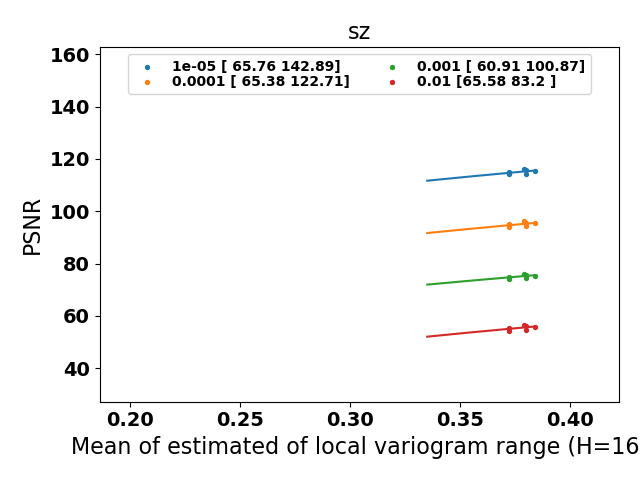 sz
1e-05 [ 65.76 142.89]
0.0001 [ 65.38 122.71]
0.001 [ 60.91 100.87]
0.01 [65.58 83.2 ]
PSNR
160
140
120
100
80
60
40
0.20 0.25 0.30 0.35 0.40
Mean of estimated of local variogram range (H=16